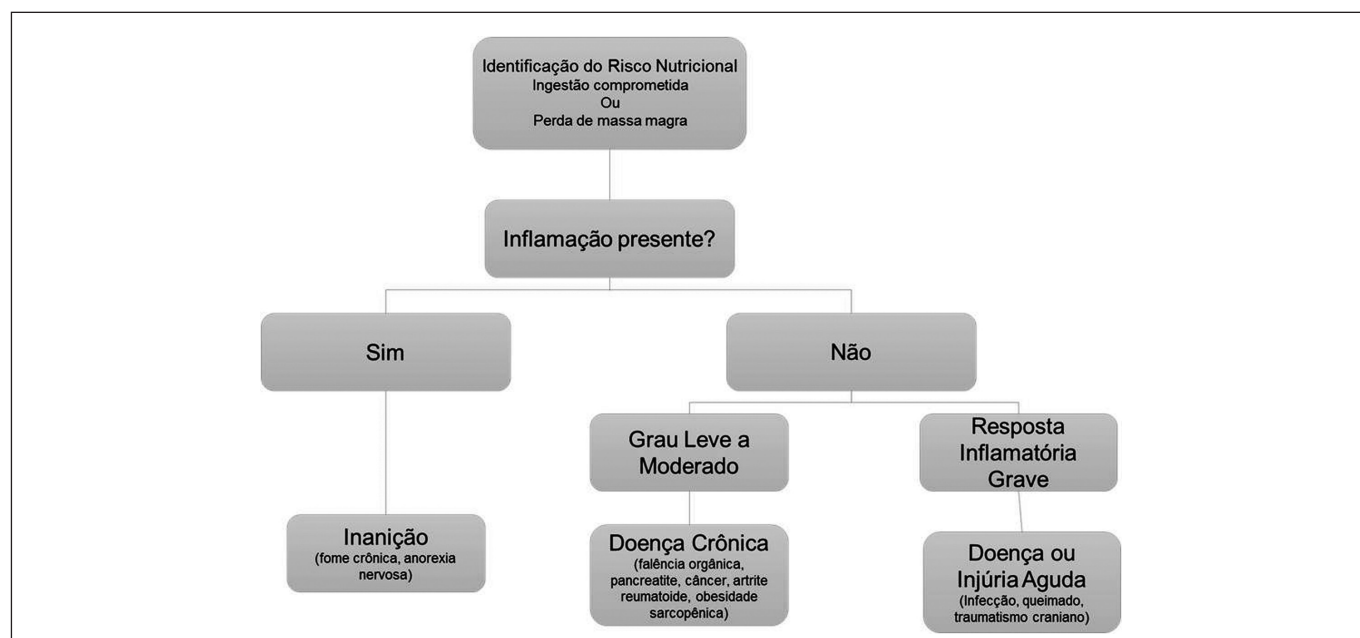 Identificação do Risco Nutricional
Ingestão comprometida
Ou
Perda de massa magra
Inflamação presente?
Sim
Não
Grau Leve a
Moderado
Resposta
Inflamatória
Grave
Inanição
(fome crônica, anorexia
nervosa)
Doença Crônica
(falência orgânica,
pancreatite, câncer, artrite
reumatoide, obesidade
sarcopênica)
Doença ou
Injúria Aguda
(Infecção, queimado,
traumatismo craniano)